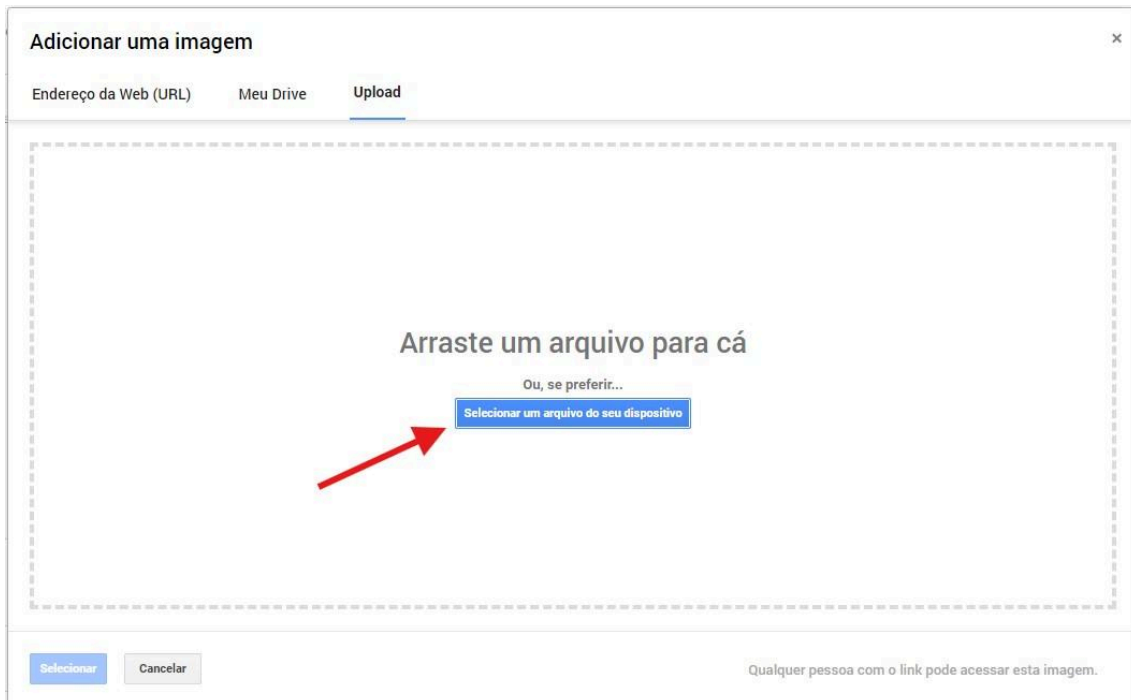 Adicionar uma imagem
×
Endereço da Web (URL) Meu Drive Upload
Arraste um arquivo para cá
Ou, se preferir...
Selecionar um arquivo do seu dispositivo
Selecionar Cancelar Qualquer pessoa com o link pode acessar esta imagem.